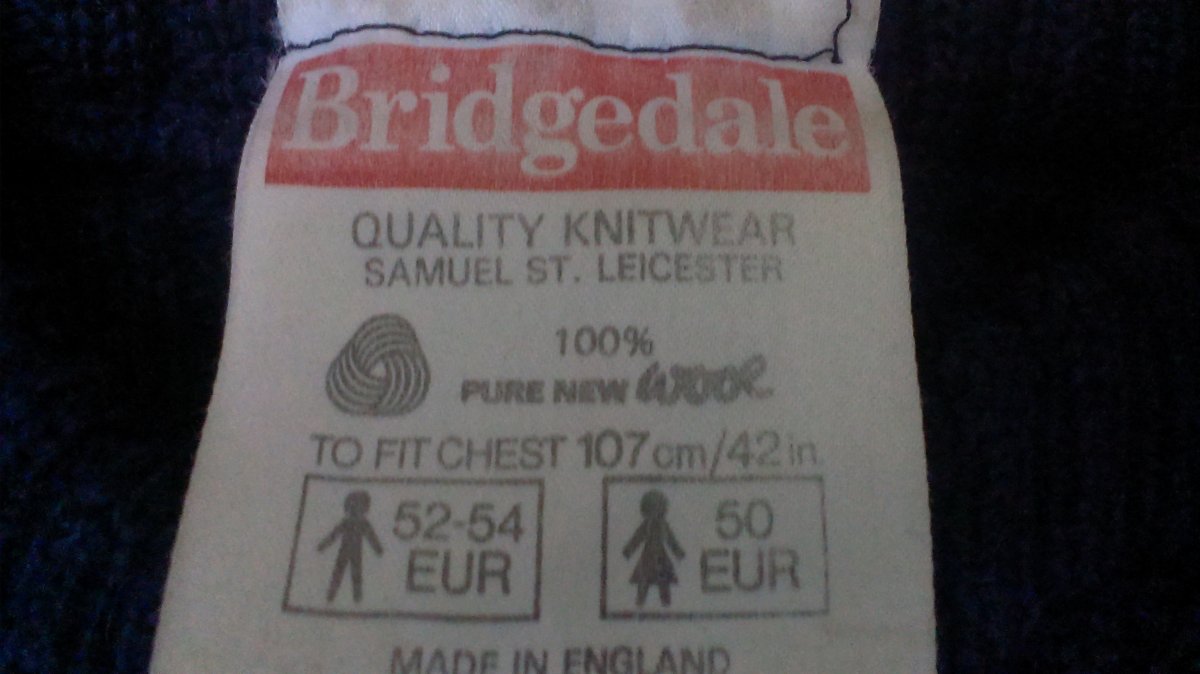 Bridgedale
QUALITY KNITWEAR
SAMUEL ST. LEICESTER
100%
PURE NEW WOOL
TO FIT CHEST 107cm/42in.
52-54
EUR
50
EUR
MADE IN ENGLAND